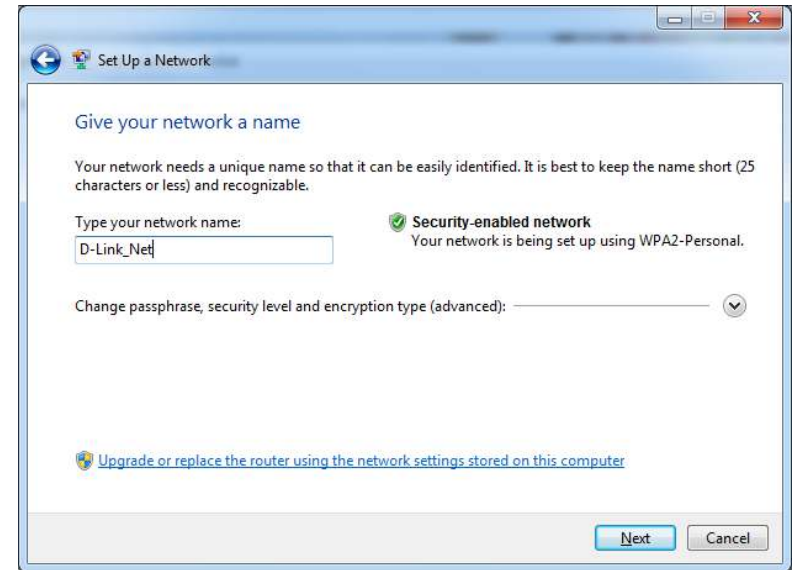 Set Up a Network
Give your network a name
Your network needs a unique name so that it can be easily identified. It is best to keep the name short (25
characters or less) and recognizable.
Type your network name:
D-Link_Net
Security-enabled network
Your network is being set up using WPA2-Personal.
Change passphrase, security level and encryption type (advanced):
Upgrade or replace the router using the network settings stored on this computer
Next
Cancel